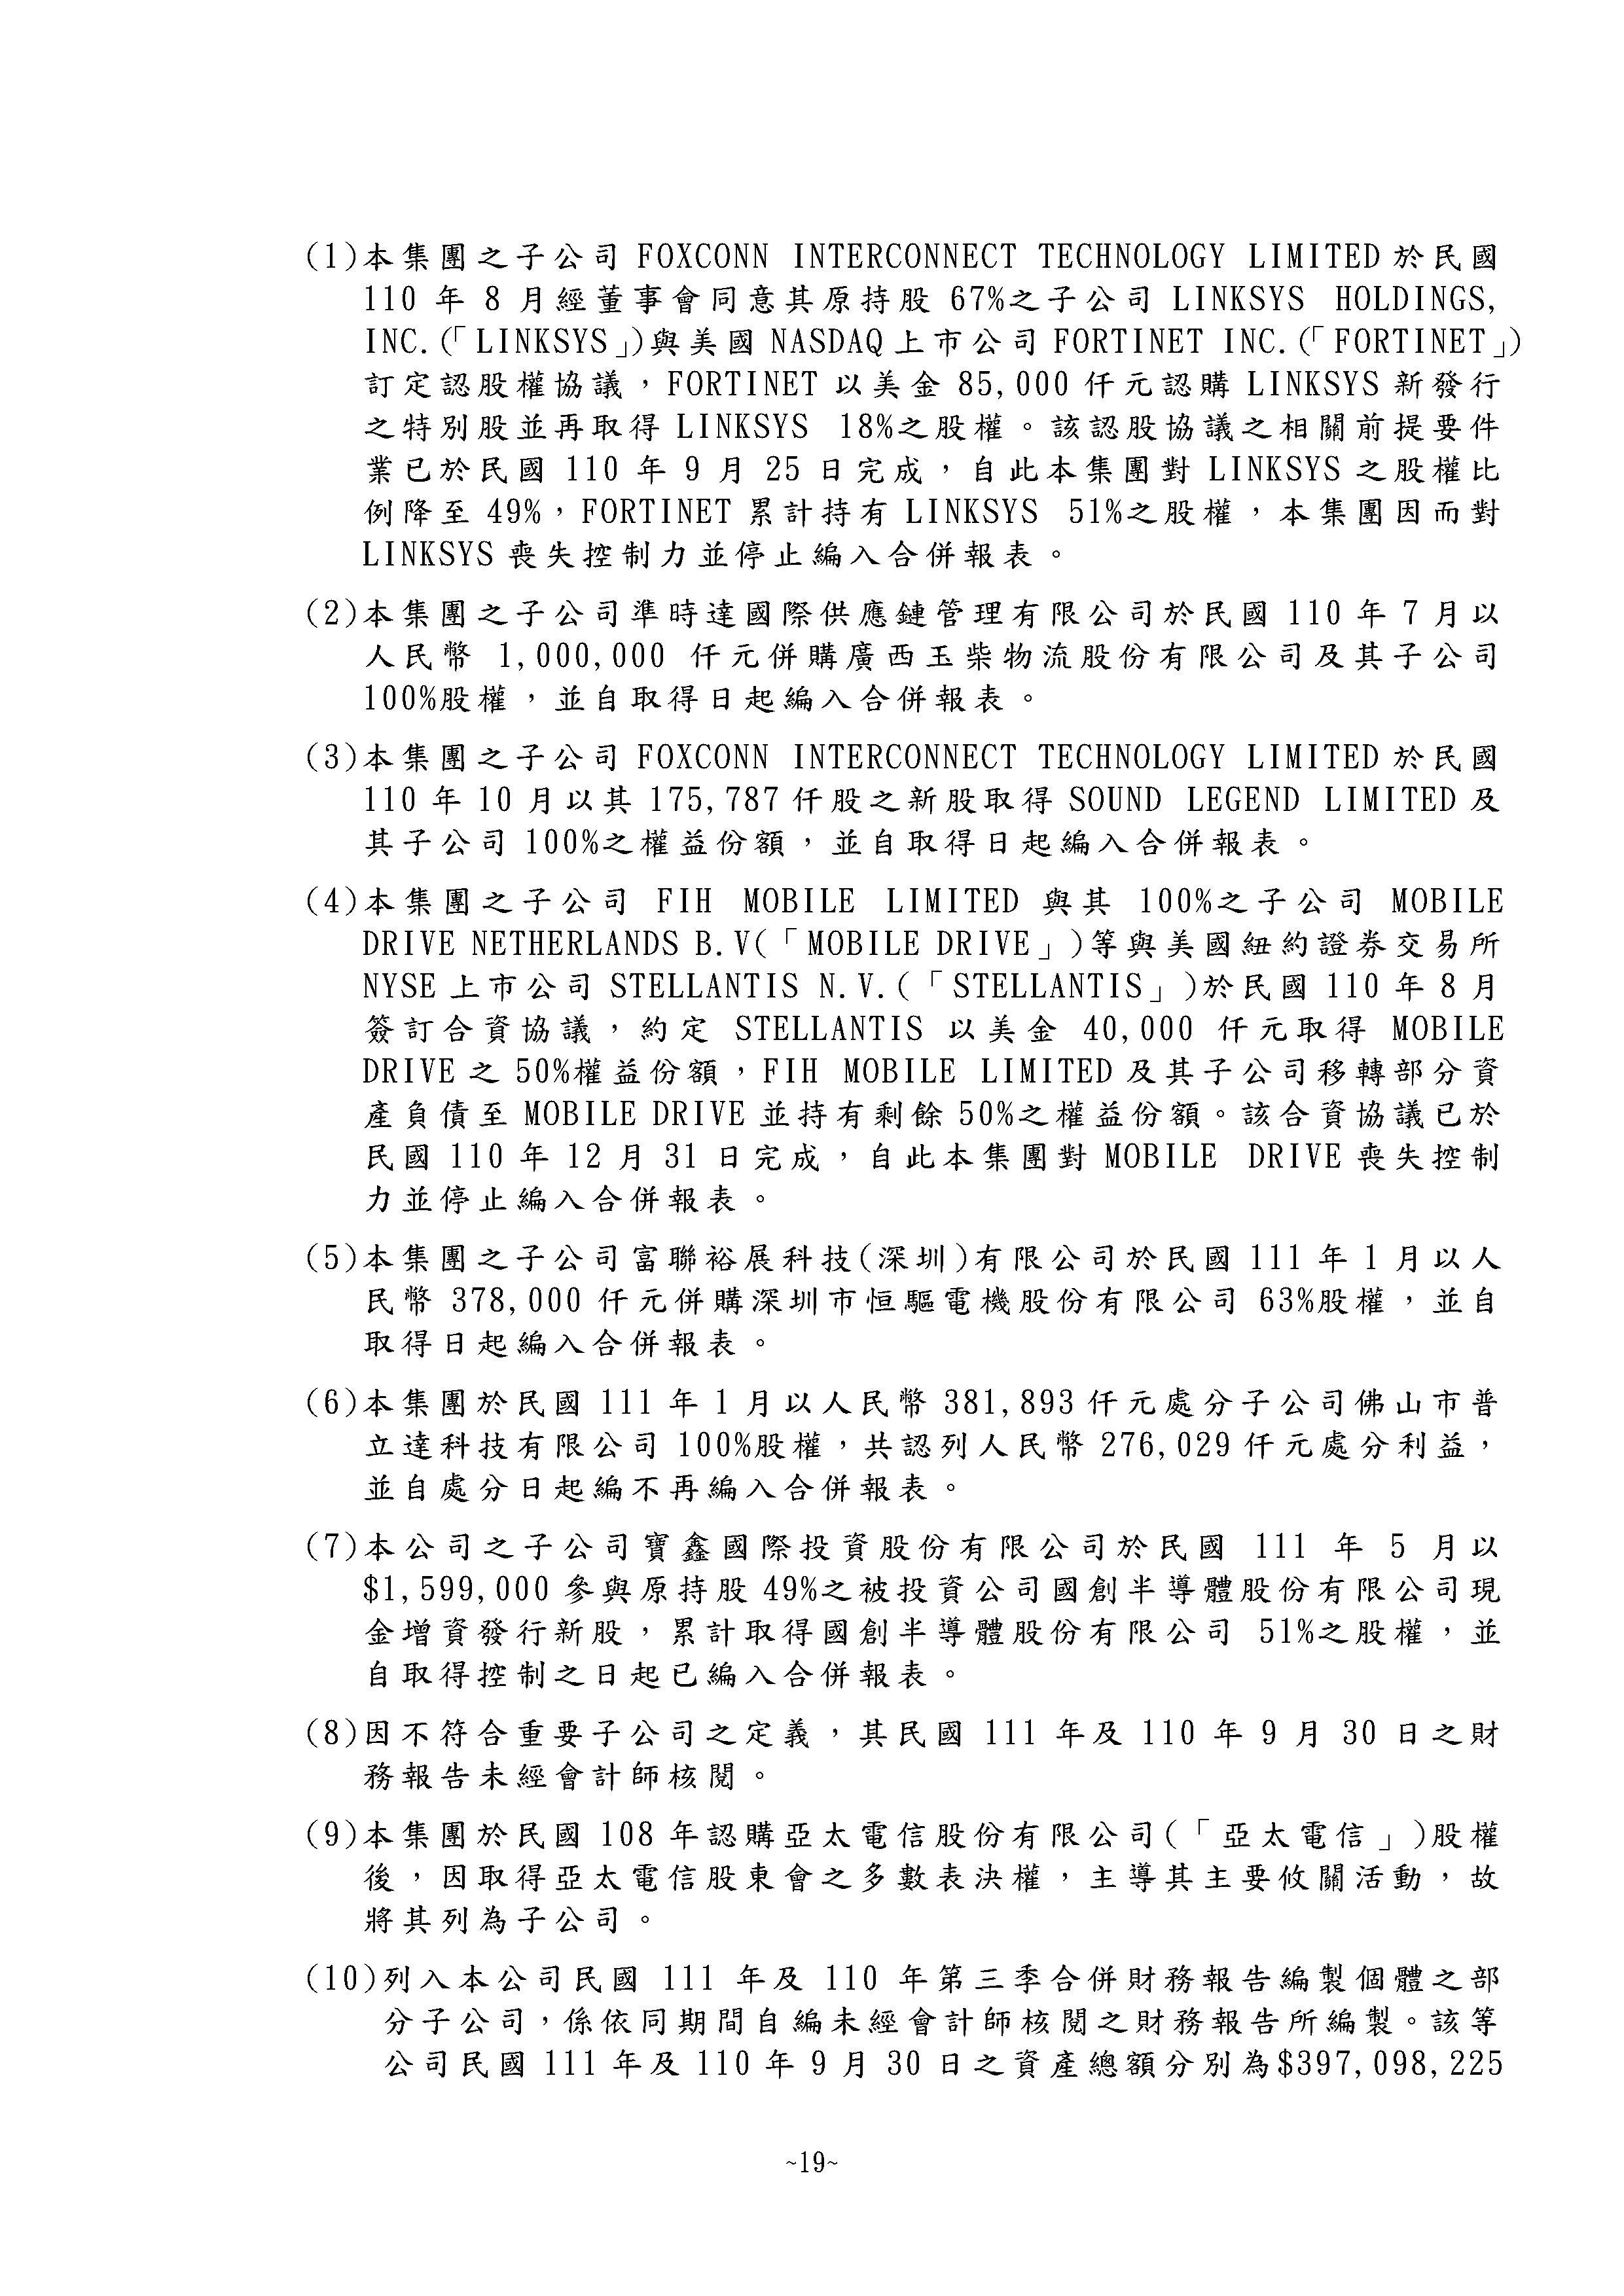 (1)本集團之子公司 FOXCONN INTERCONNECT TECHNOLOGY LIMITED 於民國
110 年 8 月經董事會同意其原持股 67%之子公司 LINKSYS HOLDINGS,
INC.(「LINKSYS」)與美國 NASDAQ 上市公司 FORTINET INC.(「FORTINET」)
訂定認股權協議，FORTINET 以美金 85,000 仟元認購 LINKSYS 新發行
之特別股並再取得 LINKSYS 18%之股權。該認股協議之相關前提要件
業已於民國 110 年 9 月 25 日完成，自此本集團對 LINKSYS 之股權比
例降至 49%，FORTINET 累計持有 LINKSYS 51%之股權，本集團因而對
LINKSYS 喪失控制力並停止編入合併報表。
(2)本集團之子公司準時達國際供應鏈管理有限公司於民國 110 年 7 月以
人民幣 1,000,000 仟元併購廣西玉柴物流股份有限公司及其子公司
100%股權，並自取得日起編入合併報表。
(3)本集團之子公司 FOXCONN INTERCONNECT TECHNOLOGY LIMITED 於民國
110 年 10 月以其 175,787 仟股之新股取得 SOUND LEGEND LIMITED 及
其子公司 100%之權益份額，並自取得日起編入合併報表。
(4)本集團之子公司 FIH MOBILE LIMITED 與其 100%之子公司 MOBILE
DRIVE NETHERLANDS B.V(「MOBILE DRIVE」)等與美國紐約證券交易所
NYSE 上市公司 STELLANTIS N.V.(「STELLANTIS」)於民國 110 年 8 月
簽訂合資協議，約定 STELLANTIS 以美金 40,000 仟元取得 MOBILE
DRIVE 之 50%權益份額，FIH MOBILE LIMITED 及其子公司移轉部分資
產負債至 MOBILE DRIVE 並持有剩餘 50%之權益份額。該合資協議已於
民國 110 年 12 月 31 日完成，自此本集團對 MOBILE DRIVE 喪失控制
力並停止編入合併報表。
(5)本集團之子公司富聯裕展科技(深圳)有限公司於民國 111 年 1 月以人
民幣 378,000 仟元併購深圳市恒驅電機股份有限公司 63%股權，並自
取得日起編入合併報表。
(6)本集團於民國 111 年 1 月以人民幣 381,893 仟元處分子公司佛山市普
立達科技有限公司 100%股權，共認列人民幣 276,029 仟元處分利益，
並自處分日起編不再編入合併報表。
(7)本公司之子公司寶鑫國際投資股份有限公司於民國 111 年 5 月以
$1,599,000 參與原持股 49%之被投資公司國創半導體股份有限公司現
金增資發行新股，累計取得國創半導體股份有限公司 51%之股權，並
自取得控制之日起已編入合併報表。
(8)因不符合重要子公司之定義，其民國 111 年及 110 年 9 月 30 日之財
務報告未經會計師核閱。
(9)本集團於民國 108 年認購亞太電信股份有限公司(「亞太電信」)股權
後，因取得亞太電信股東會之多數表決權，主導其主要攸關活動，故
將其列為子公司。
(10)列入本公司民國 111 年及 110 年第三季合併財務報告編製個體之部
分子公司，係依同期間自編未經會計師核閱之財務報告所編製。該等
公司民國 111 年及 110 年 9 月 30 日之資產總額分別為$397,098,225
~19~